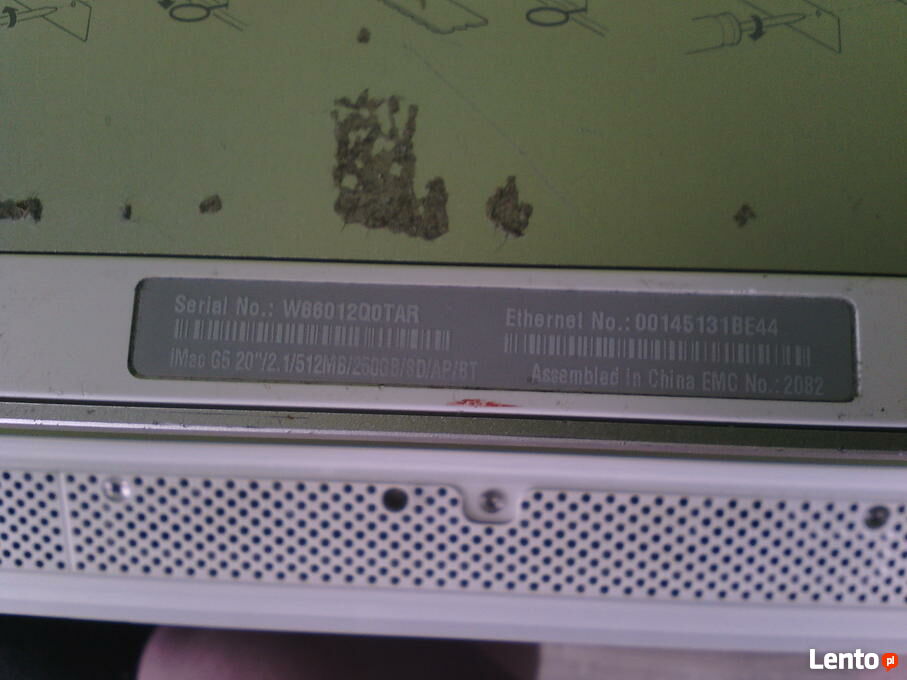 Serial No.: W86012Q0TAR
iMac G5 20"/2.1/512MB/250GB/SD/AP/BT
Ethernet No.: 00145131BE44
Assembled in China EMC No.: 2082
Lento pl